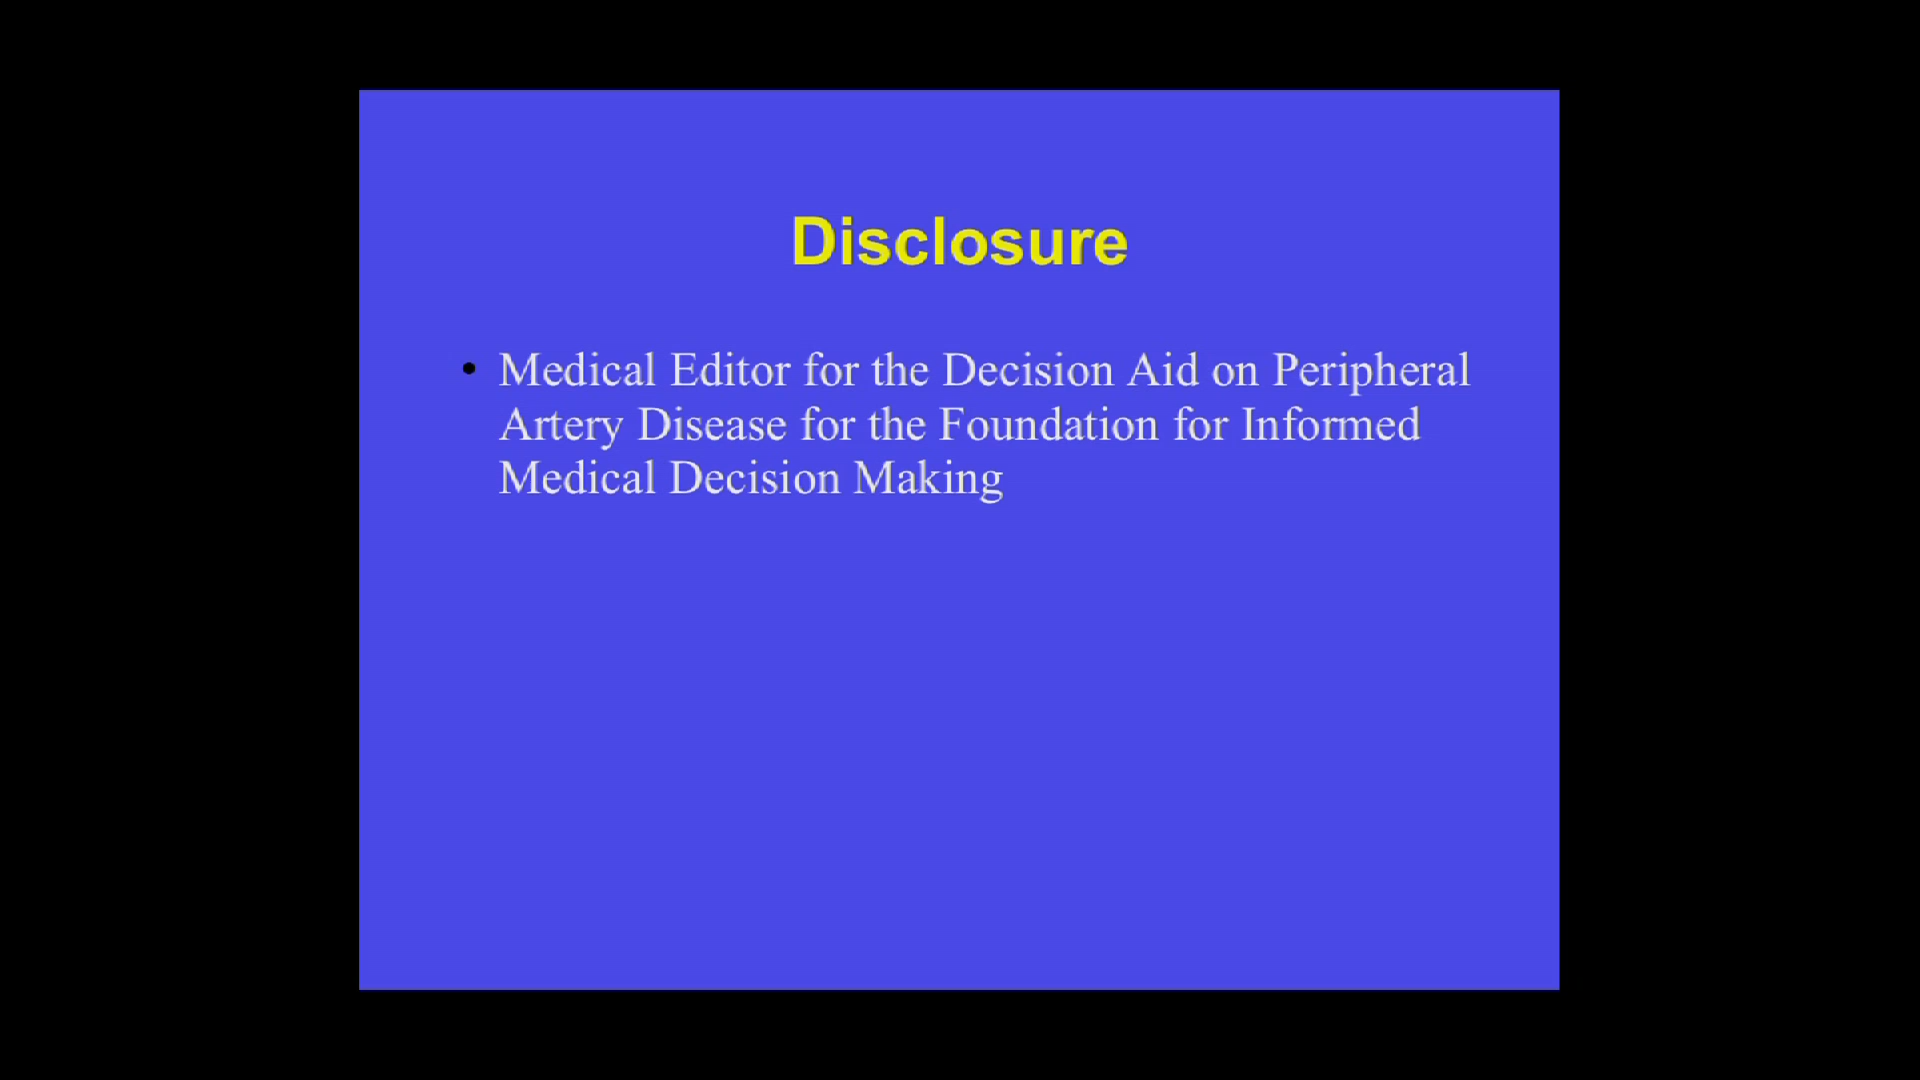 Disclosure
• Medical Editor for the Decision Aid on Peripheral
Artery Disease for the Foundation for Informed
Medical Decision Making